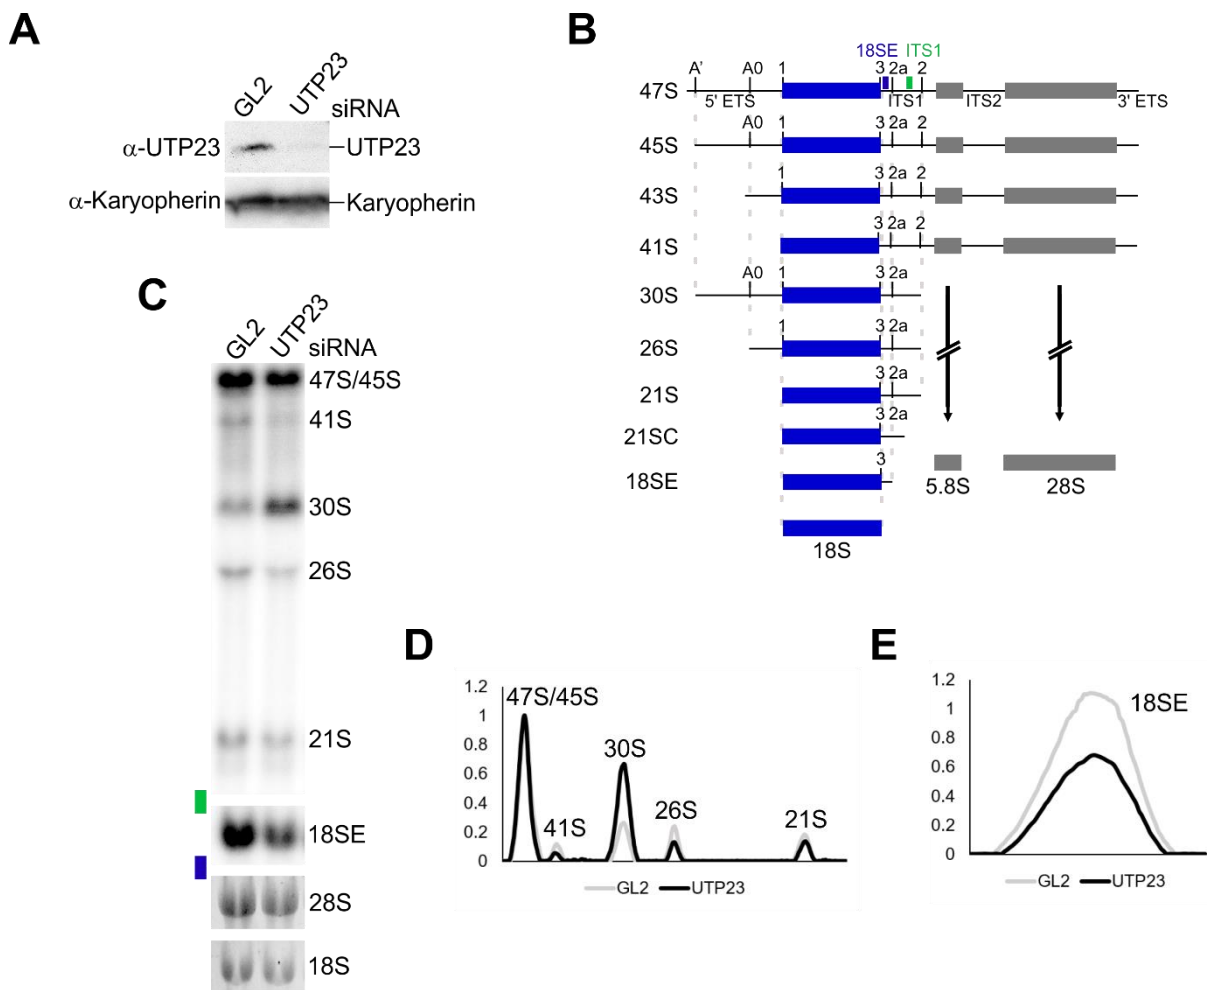 A
GL2 UTP23 siRNA
α-UTP23 UTP23
α-Karyopherin Karyopherin
B
18SE ITS1
A' A0 1 3 2a 2
47S
5' ETS ITS1 ITS2 3' ETS
A0 1 3 2a 2
45S
1 3 2a 2
43S
3 2a 2
41S
A0 1 3 2a
30S
1 3 2a
26S
3 2a
21S
3 2a
21SC
3
18SE
5.8S 28S
18S
C
GL2 UTP23 siRNA
47S/45S
41S
30S
26S
21S
18SE
28S
18S
D
1.2
1
0.8
0.6
0.4
0.2
0
47S/45S
41S
30S
26S
21S
GL2 UTP23
E
1.2
1
0.8
0.6
0.4
0.2
0
18SE
GL2 UTP23